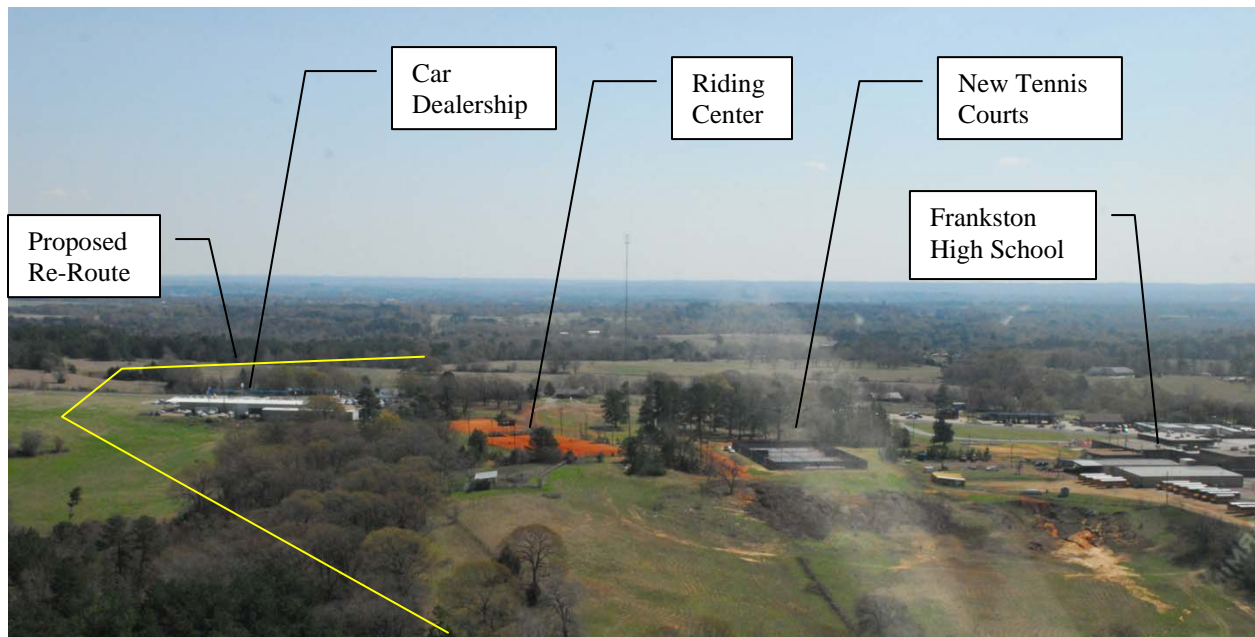 Car
Dealership
Riding
Center
New Tennis
Courts
Frankston
High School
Proposed
Re-Route